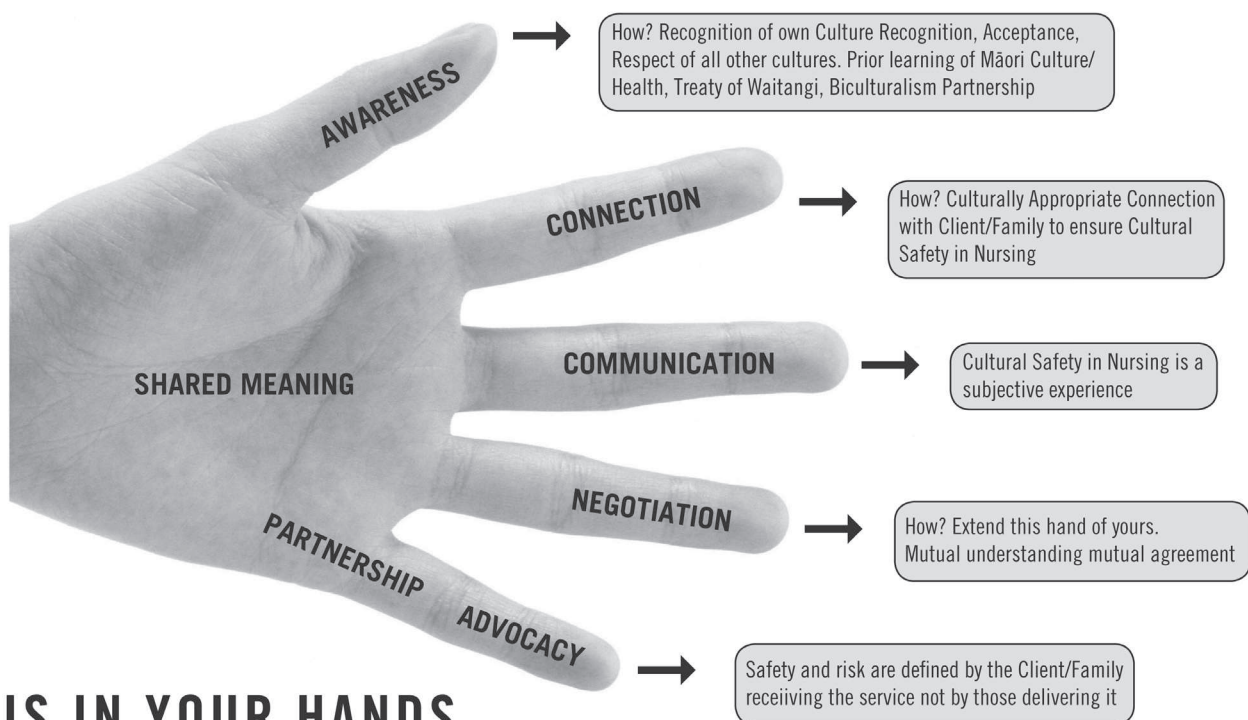 AWARENESS
How? Recognition of own Culture Recognition, Acceptance,
Respect of all other cultures. Prior learning of Māori Culture/
Health, Treaty of Waitangi, Biculturalism Partnership
CONNECTION
How? Culturally Appropriate Connection
with Client/Family to ensure Cultural
Safety in Nursing
COMMUNICATION
Cultural Safety in Nursing is a
subjective experience
SHARED MEANING
NEGOTIATION
How? Extend this hand of yours.
Mutual understanding mutual agreement
PARTNERSHIP
ADVOCACY
Safety and risk are defined by the Client/Family
receiiving the service not by those delivering it
IS IN YOUR HANDS